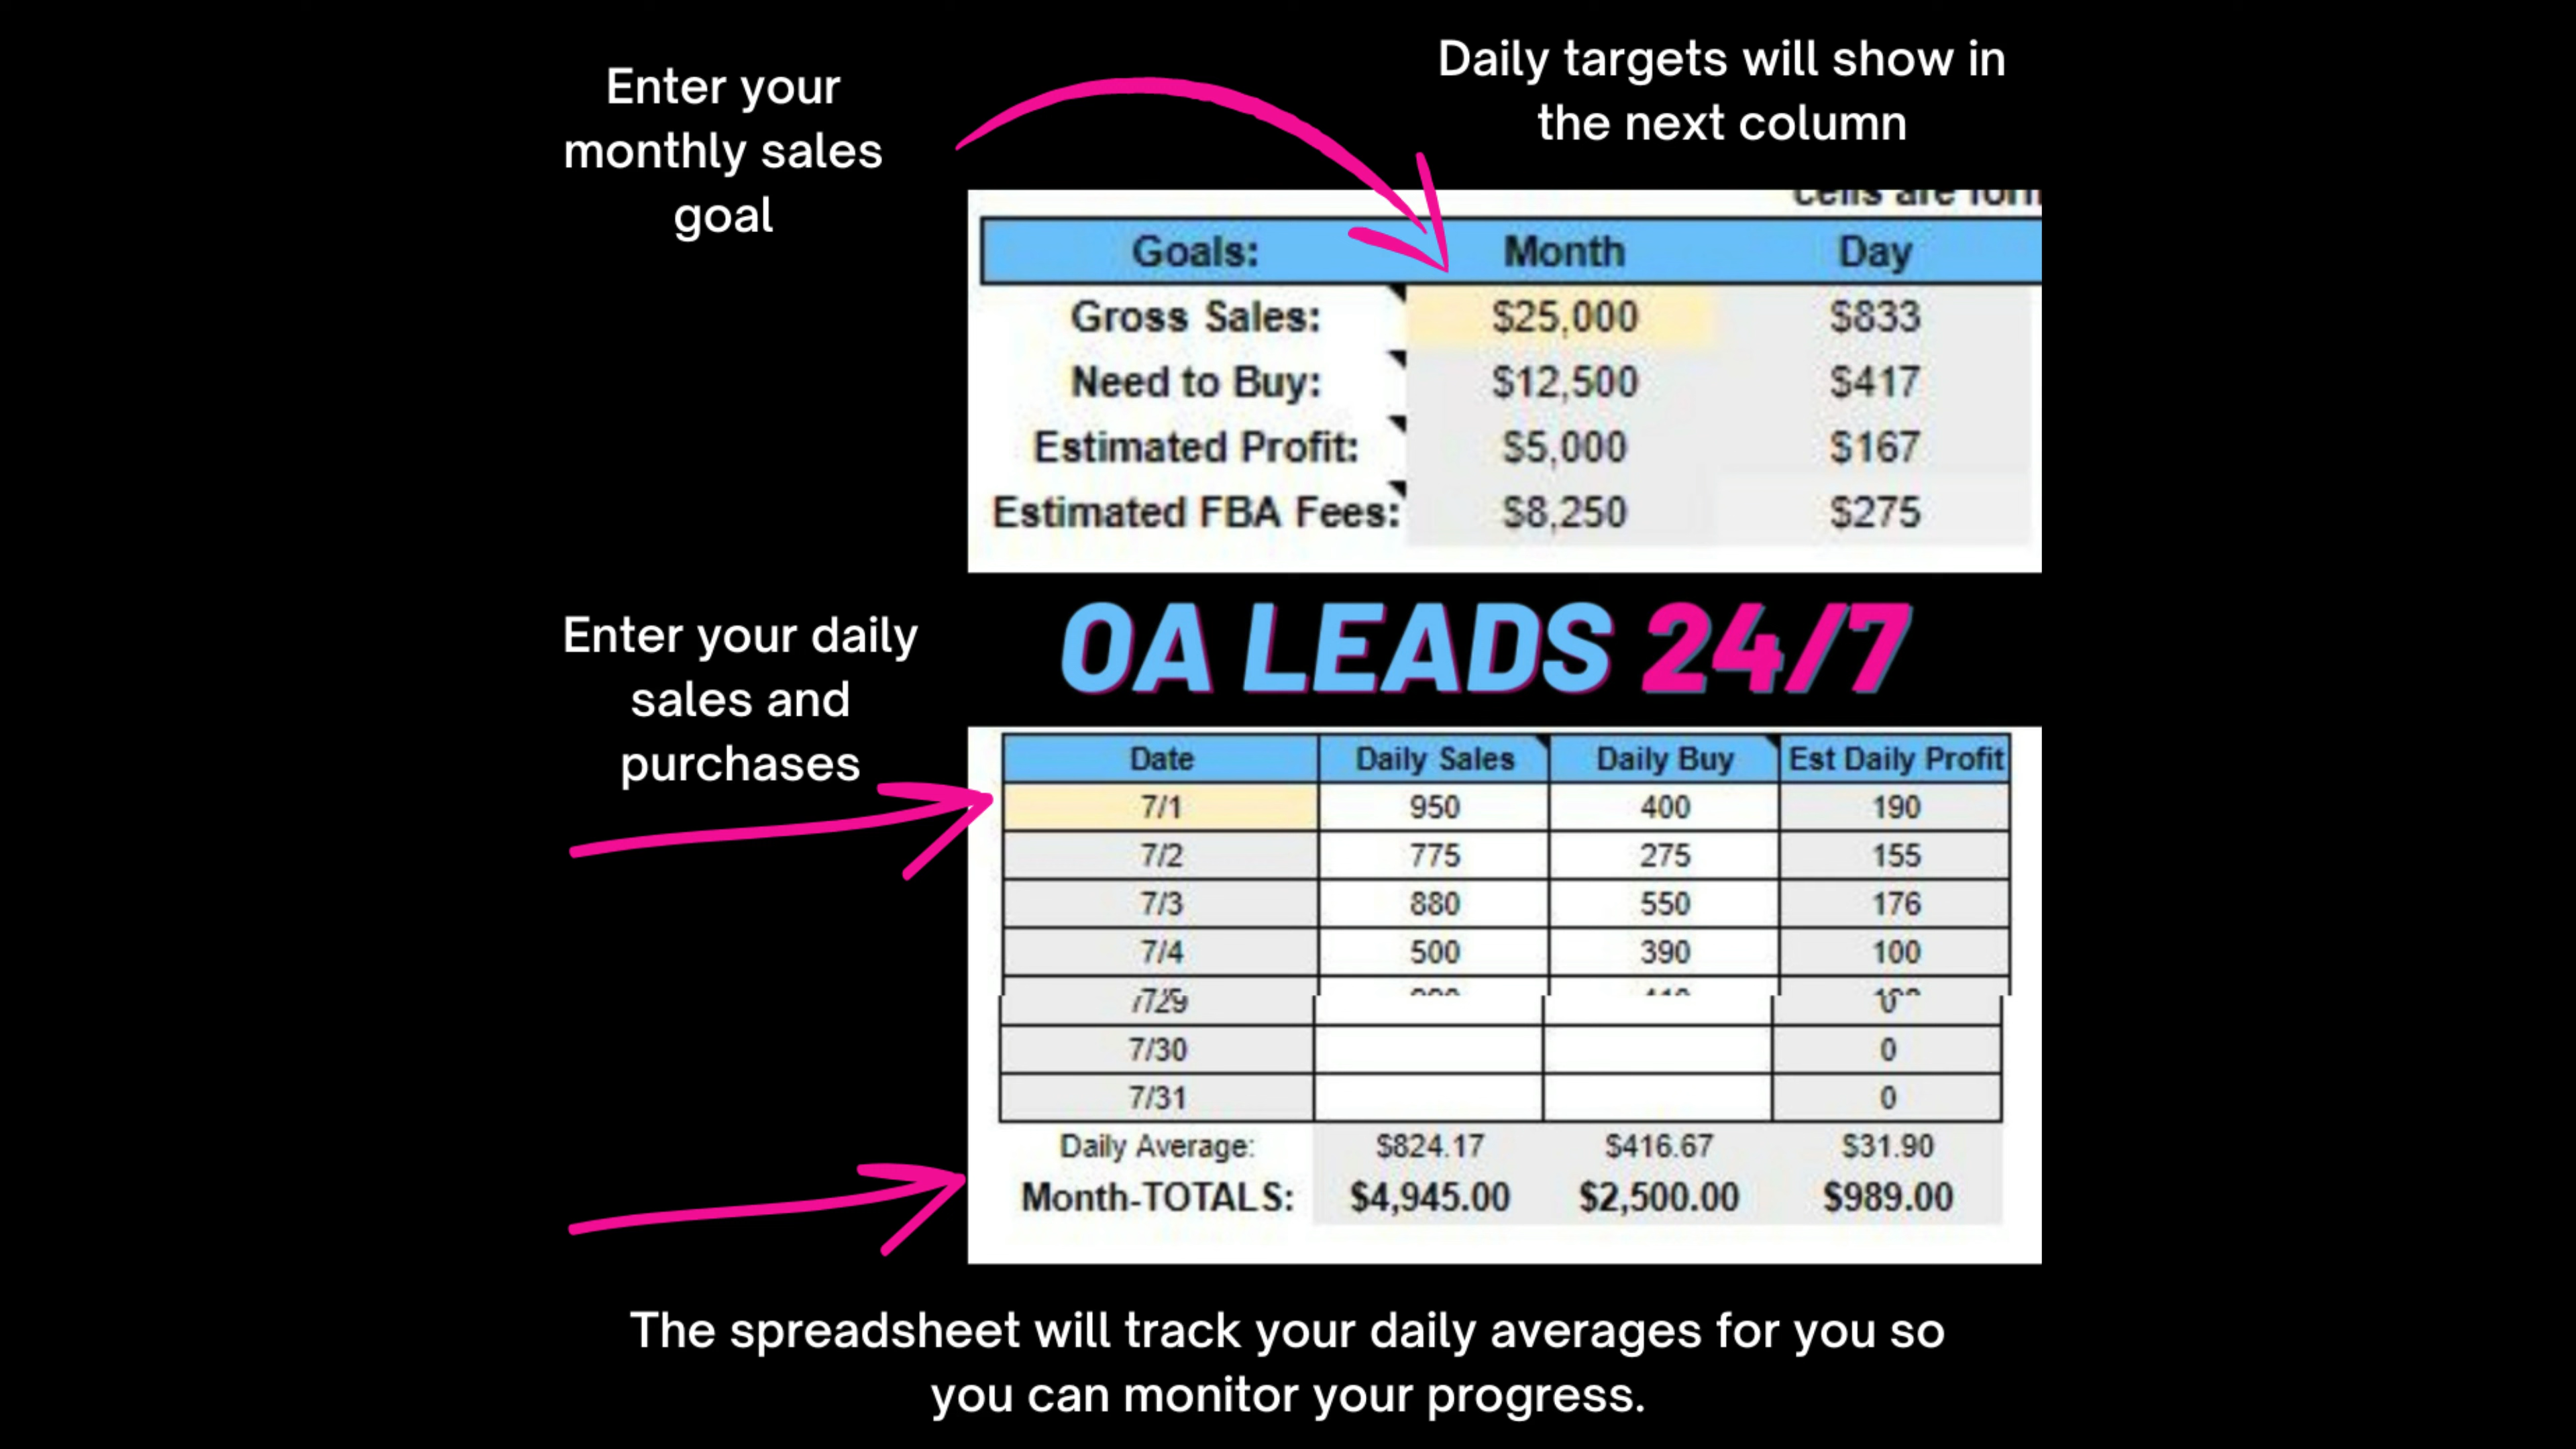 Enter your
monthly sales
goal
Daily targets will show in
the next column
cells are
Goals: Month Day
Gross Sales: $25,000 $833
Need to Buy: $12,500 $417
Estimated Profit: $5,000 $167
Estimated FBA Fees: $8,250 $275
OA LEADS 24/7
Enter your daily
sales and
purchases
Date Daily Sales Daily Buy Est Daily Profit
7/1 950 400 190
7/2 775 275 155
7/3 880 550 176
7/4 500 390 100
7/29 0
7/30 0
7/31 0
Daily Average: $824.17 $416.67 $31.90
Month-TOTALS: $4,945.00 $2,500.00 $989.00
The spreadsheet will track your daily averages for you so
you can monitor your progress.